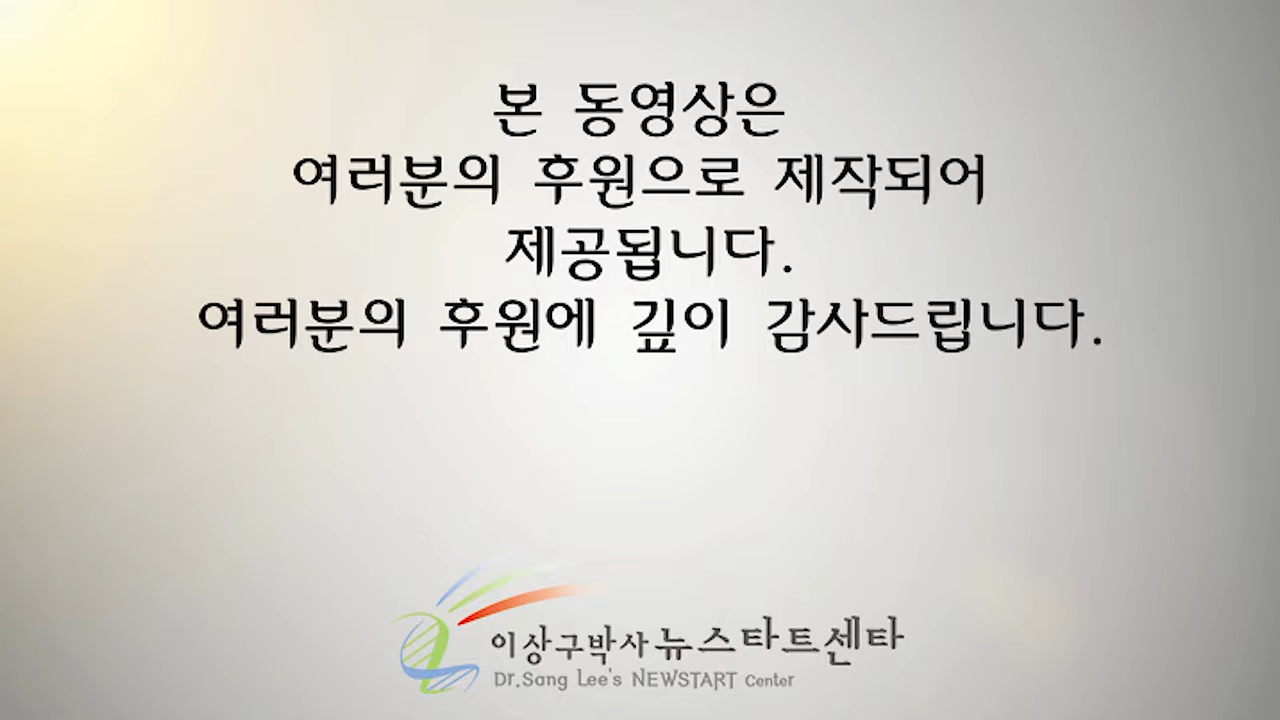 본 동영상은
여러분의 후원으로 제작되어
제공됩니다.
여러분의 후원에 깊이 감사드립니다.
이상구박사 뉴스타트센타
Dr.Sang Lee's NEWSTART Center